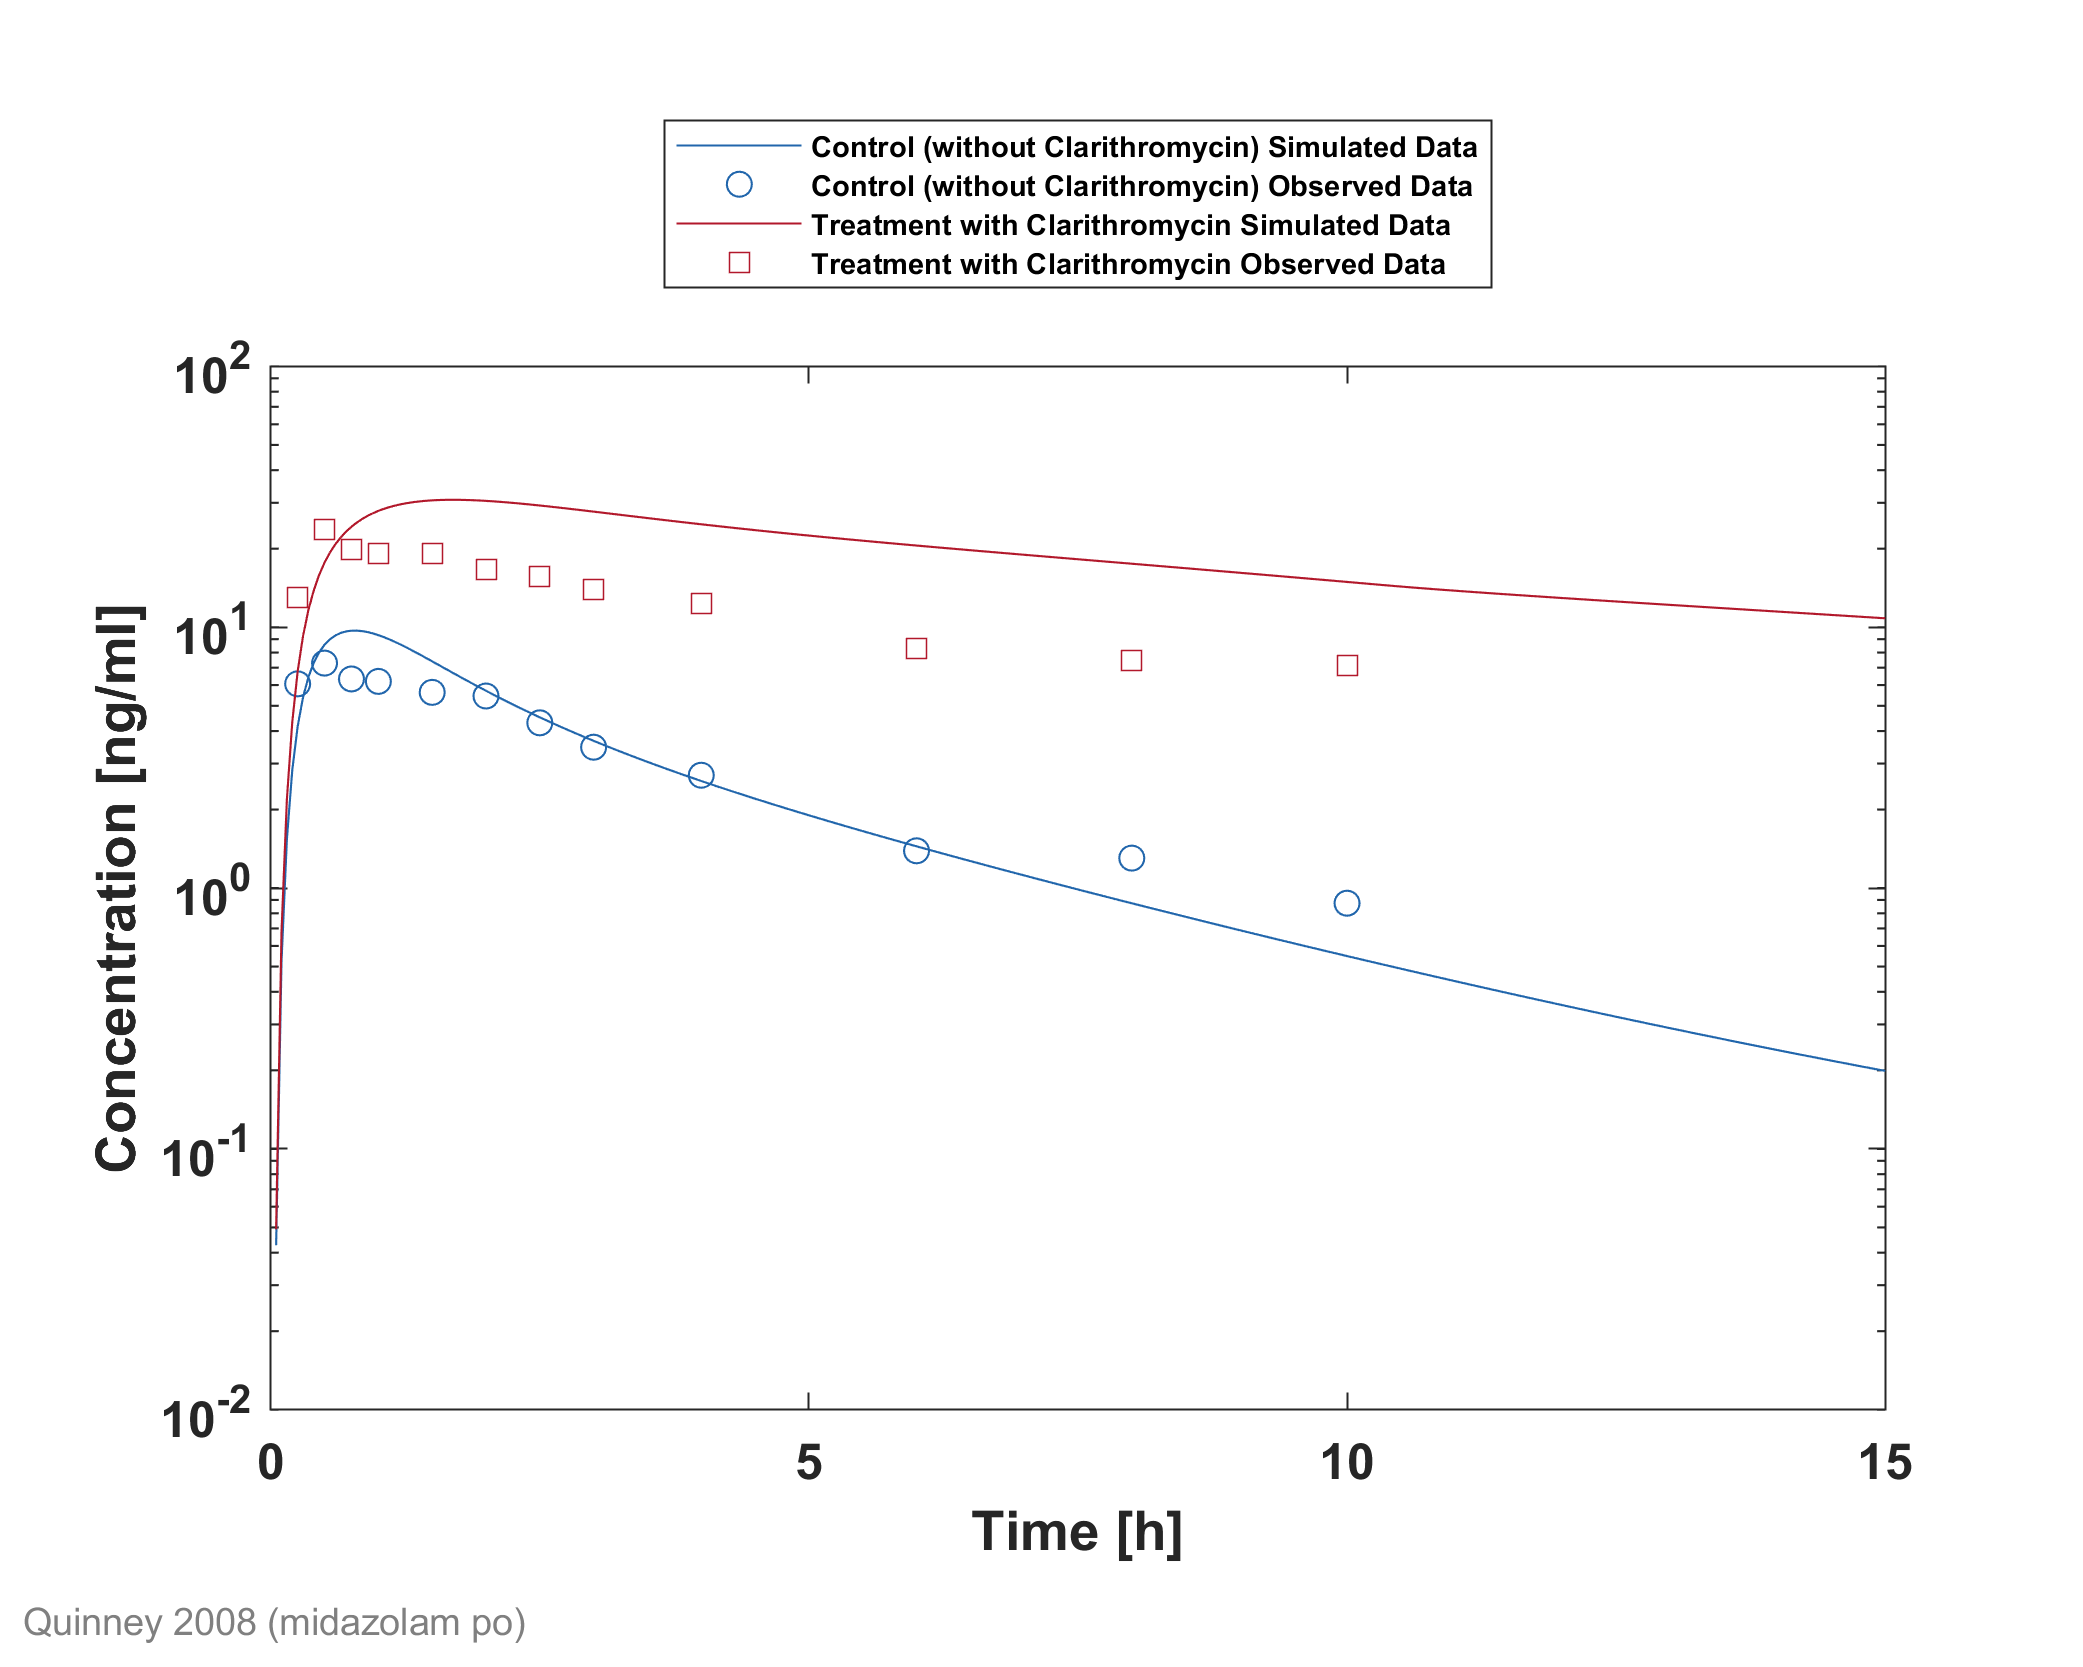 Control (without Clarithromycin) Simulated Data
Control (without Clarithromycin) Observed Data
Treatment with Clarithromycin Simulated Data
Treatment with Clarithromycin Observed Data
10^2
10^1
10^0
10^-1
10^-2
Concentration [ng/ml]
0 5 10 15
Time [h]
Quinney 2008 (midazolam po)